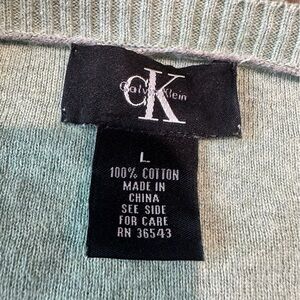 CK
Calvin Klein
L
100% COTTON
MADE IN
CHINA
SEE SIDE
FOR CARE
RN 36543